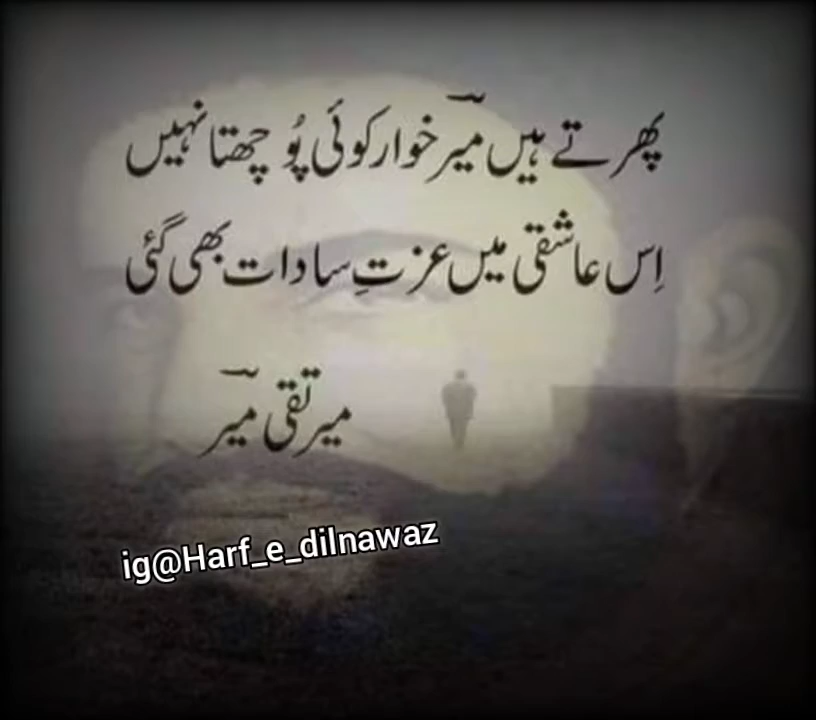 پھرتے ہیں میرؔ خوار کوئی پُوچھتا نہیں
اِس عاشقی میں عزتِ سادات بھی گئی
میر تقی میرؔ
ig@Harf_e_dilnawaz